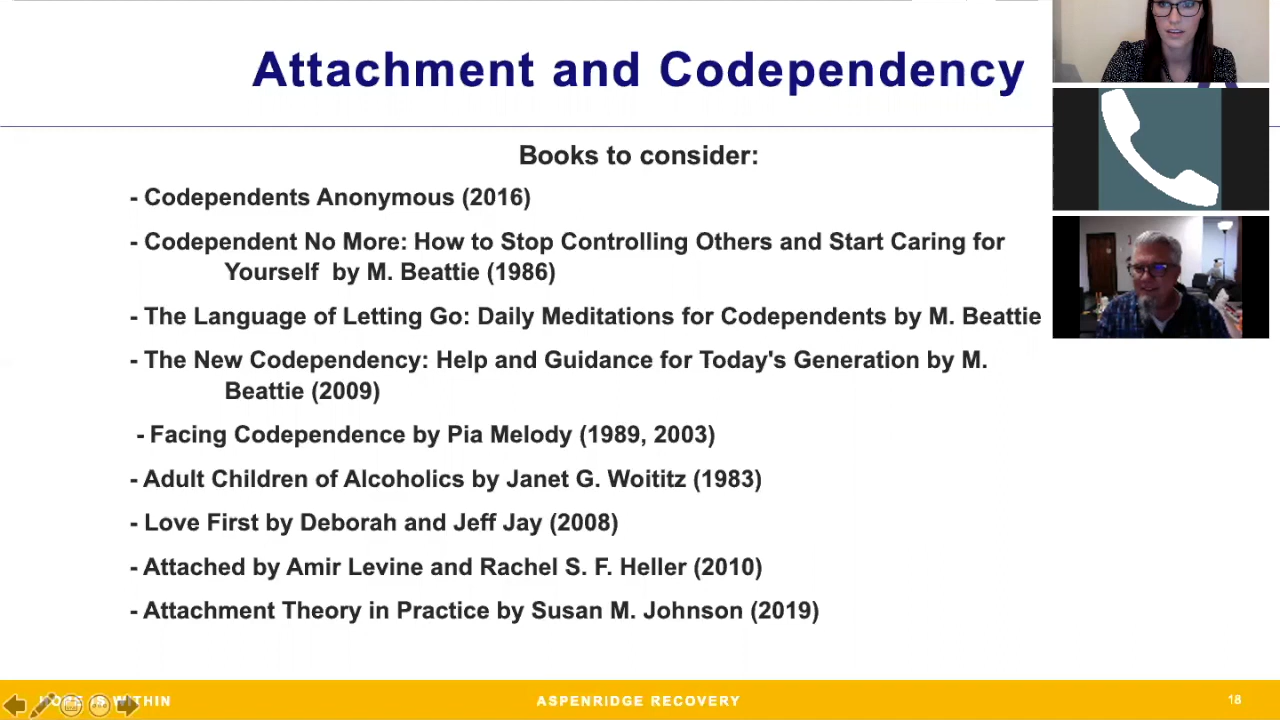 Attachment and Codependency
Books to consider:
- Codependents Anonymous (2016)
- Codependent No More: How to Stop Controlling Others and Start Caring for
Yourself by M. Beattie (1986)
- The Language of Letting Go: Daily Meditations for Codependents by M. Beattie
- The New Codependency: Help and Guidance for Today's Generation by M.
Beattie (2009)
- Facing Codependence by Pia Melody (1989, 2003)
- Adult Children of Alcoholics by Janet G. Woititz (1983)
- Love First by Deborah and Jeff Jay (2008)
- Attached by Amir Levine and Rachel S. F. Heller (2010)
- Attachment Theory in Practice by Susan M. Johnson (2019)
HOPE IS WITHIN
ASPENRIDGE RECOVERY
18